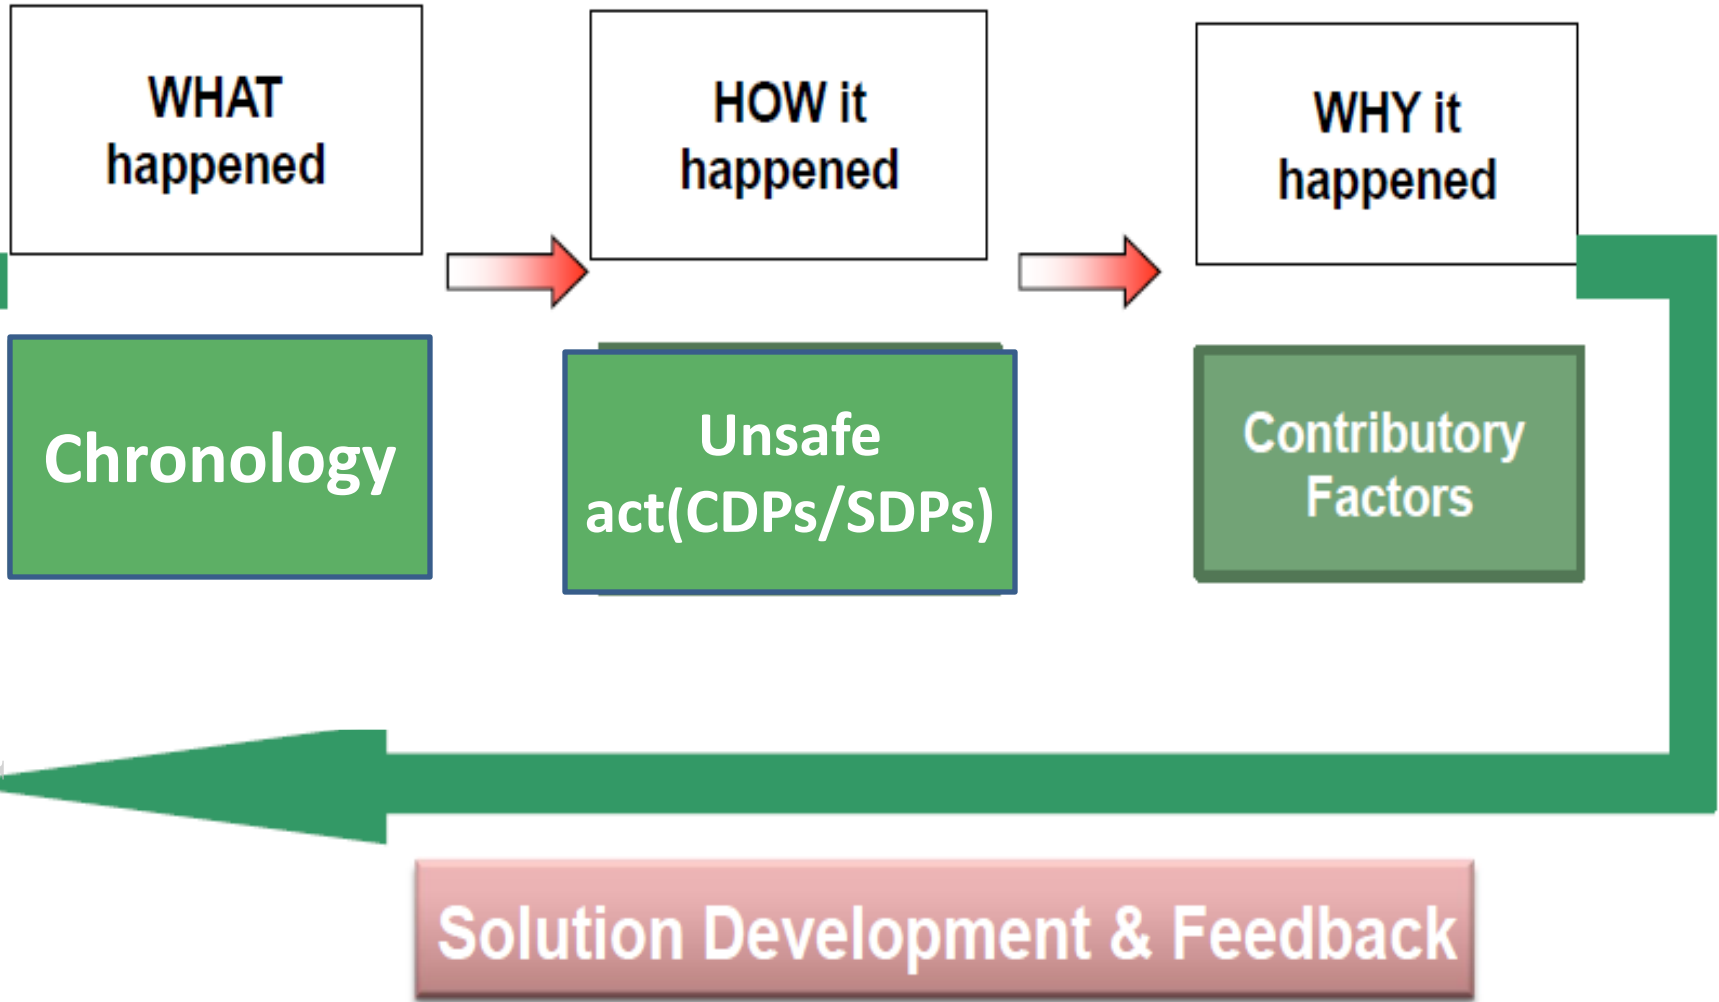 WHAT
happened
HOW it
happened
WHY it
happened
Chronology
Unsafe
act(CDPs/SDPs)
Contributory
Factors
Solution Development & Feedback